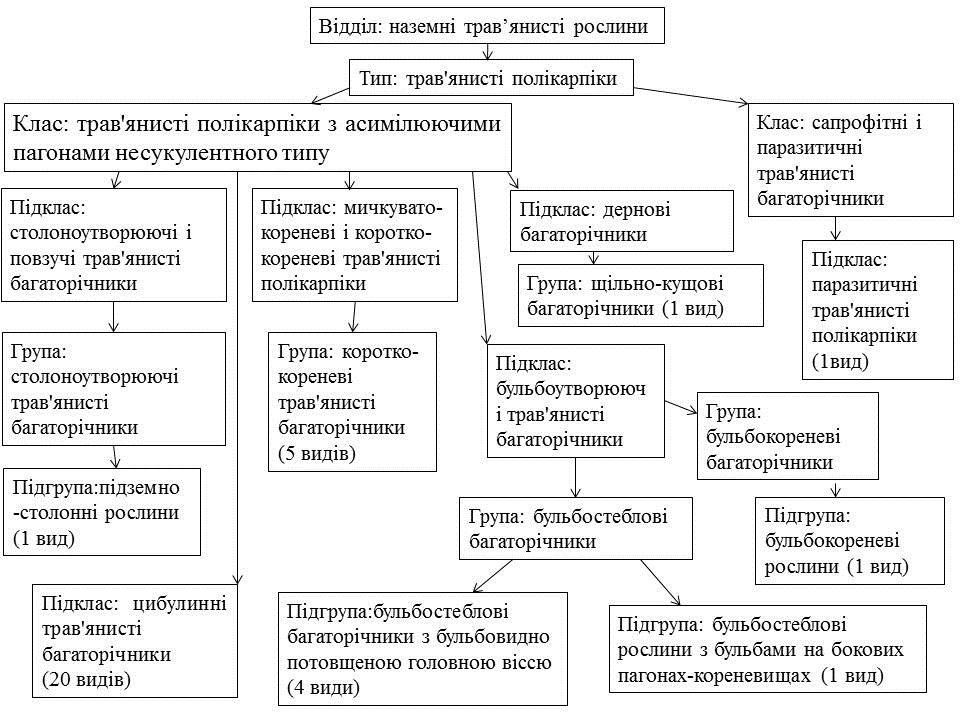 Відділ: наземні трав’янисті рослини
Тип: трав'янисті полікарпіки
Клас: трав'янисті полікарпіки з асимілюючими
пагонами несукулентного типу
Клас: сапрофітні і
паразитичні
трав'янисті
багаторічники
Підклас:
столоноутворюючі і
повзучі трав'янисті
багаторічники
Підклас: мичкувато-
кореневі і коротко-
кореневі трав'янисті
полікарпіки
Підклас: дернові
багаторічники
Група: щільно-кущові
багаторічники (1 вид)
Підклас:
паразитичні
трав'янисті
полікарпіки
(1вид)
Група:
столоноутворюючі
трав'янисті
багаторічники
Група: коротко-
кореневі
трав'янисті
багаторічники
(5 видів)
Підклас:
бульбоутворююч
і трав'янисті
багаторічники
Група:
бульбокореневі
багаторічники
Підгрупа:підземно
-столонні рослини
(1 вид)
Група: бульбостеблові
багаторічники
Підгрупа:
бульбокореневі
рослини (1 вид)
Підклас: цибулинні
трав'янисті
багаторічники
(20 видів)
Підгрупа:бульбостеблові
багаторічники з бульбовидно
потовщеною головною віссю
(4 види)
Підгрупа: бульбостеблові
рослини з бульбами на бокових
пагонах-кореневищах (1 вид)